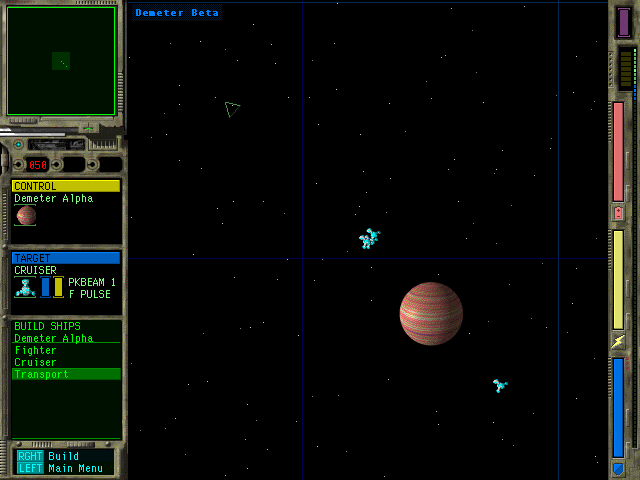 Demeter Beta
050
CONTROL
Demeter Alpha
TARGET
CRUISER
PKBEAM 1
F PULSE
BUILD SHIPS
Demeter Alpha
Fighter
Cruiser
Transport
RGHT Build
LEFT Main Menu